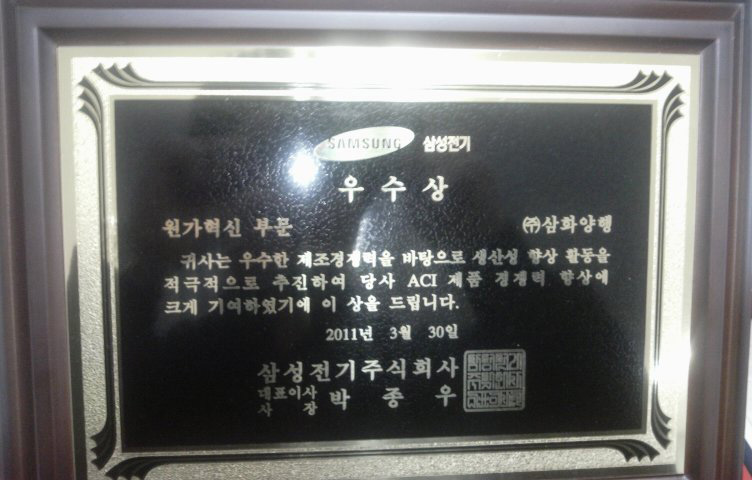 SAMSUNG 삼성전기
우수상
원가혁신 부문 ㈜삼화양행
귀사는 우수한 제조경쟁력을 바탕으로 생산성 향상 활동을
적극적으로 추진하여 당사 ACI 제품 경쟁력 향상에
크게 기여하였기에 이 상을 드립니다.
2011년 3월 30일
삼성전기주식회사
대표이사
사장 박종우